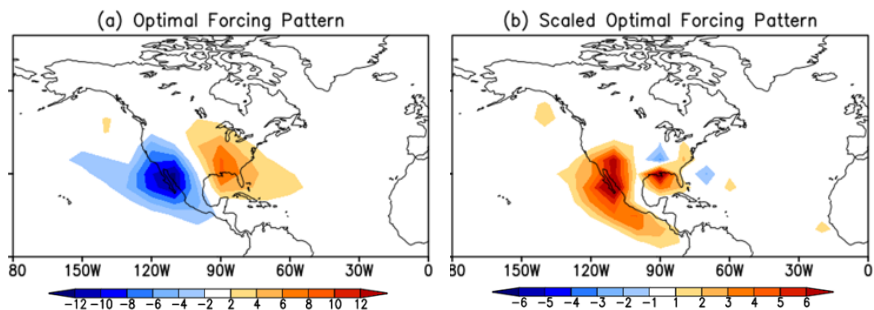 (a) Optimal Forcing Pattern
(b) Scaled Optimal Forcing Pattern
80 150W 120W 90W 60W 30W 0
80 150W 120W 90W 60W 30W 0
-12 -10 -8 -6 -4 -2 2 4 6 8 10 12
-6 -5 -4 -3 -2 -1 1 2 3 4 5 6